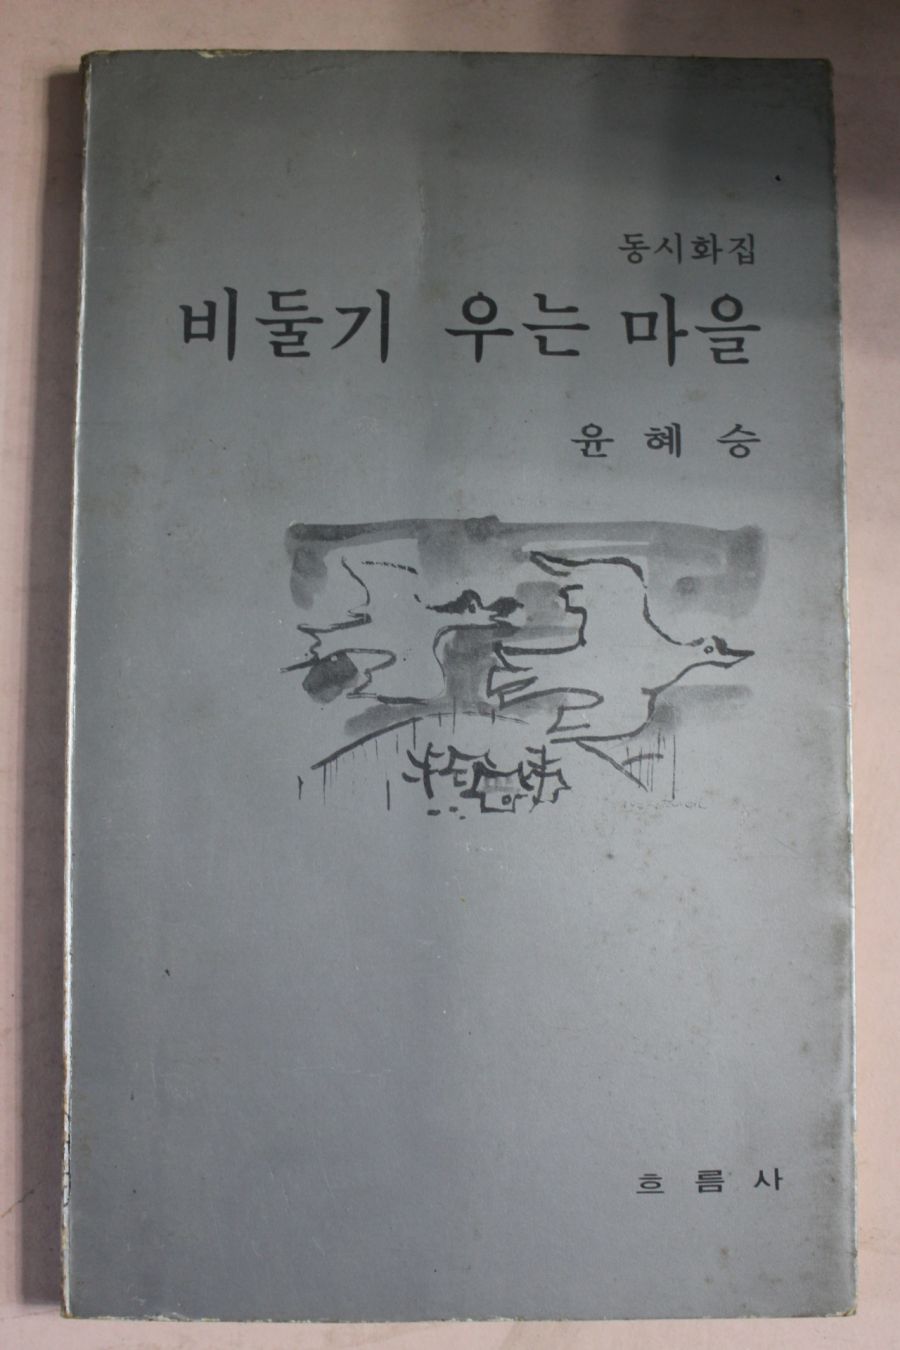 동시화집
비둘기 우는 마을
윤혜승
흐름사